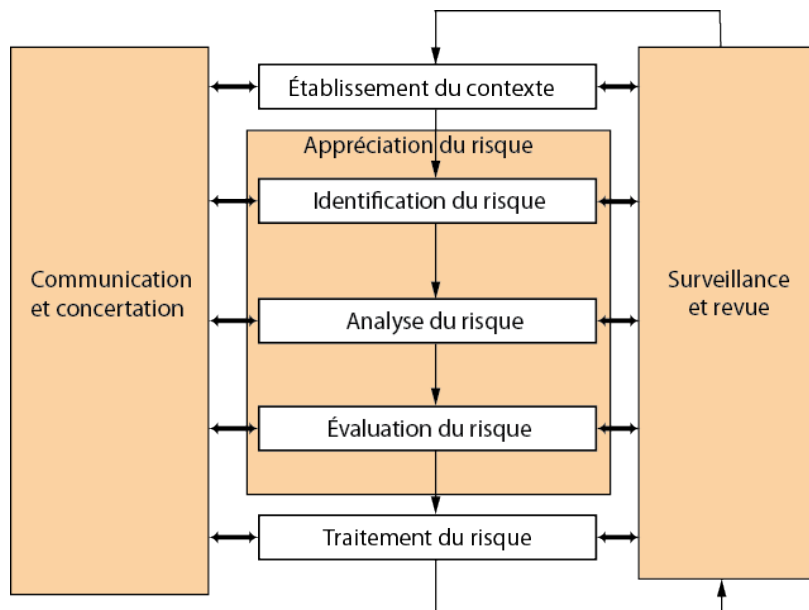 Établissement du contexte
Appréciation du risque
Identification du risque
Communication
et concertation
Surveillance
et revue
Analyse du risque
Évaluation du risque
Traitement du risque